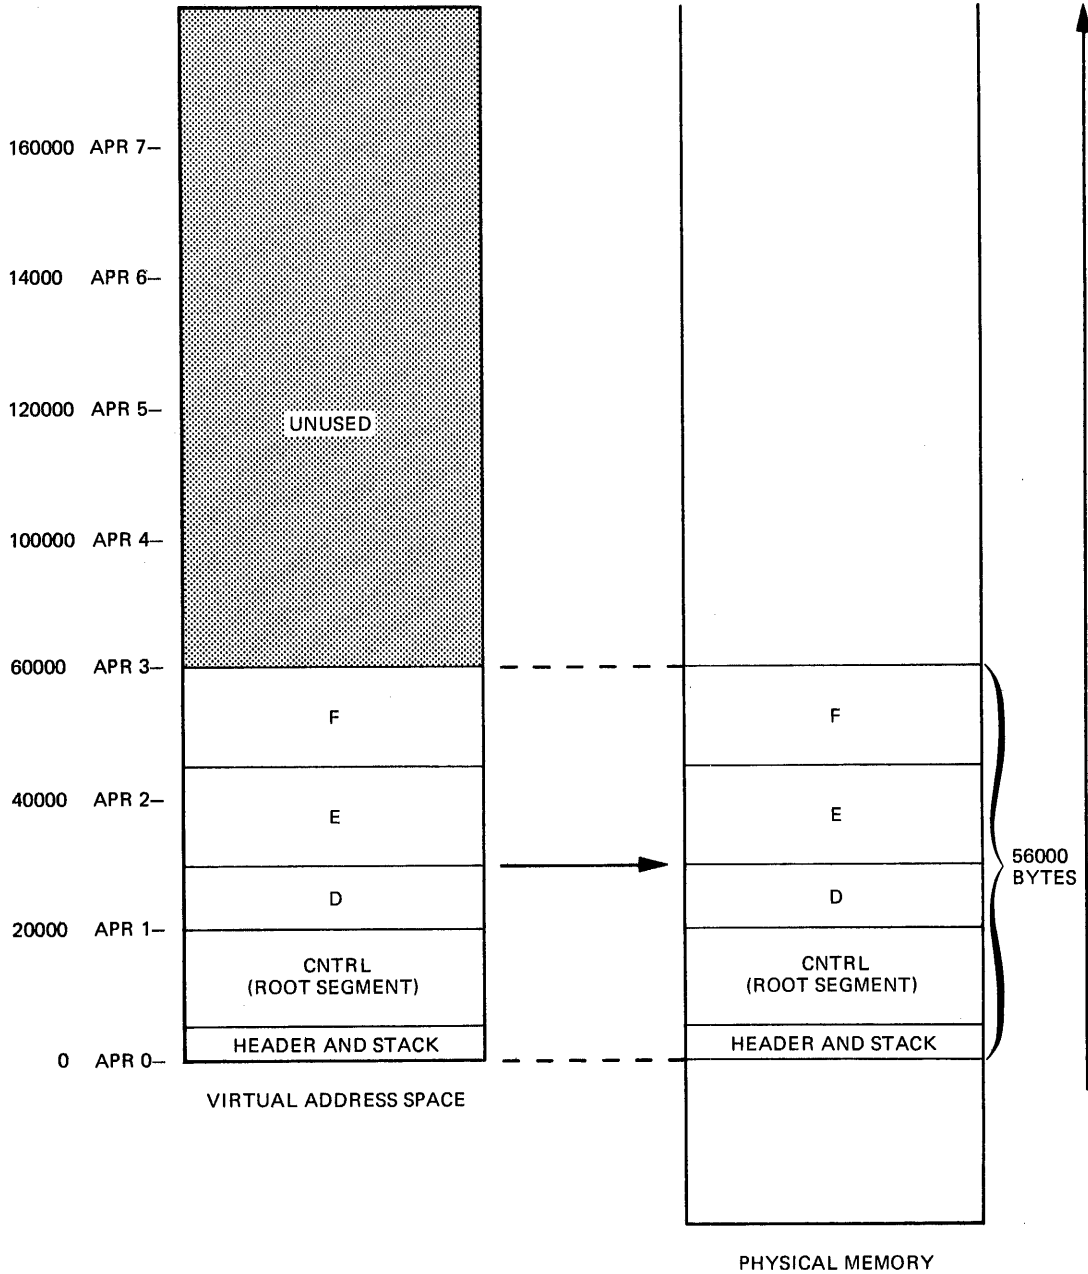 160000 APR 7–
14000 APR 6–
UNUSED
120000 APR 5–
100000 APR 4–
60000 APR 3–
F
F
40000 APR 2–
E
E
56000
BYTES
D
D
20000 APR 1–
CNTRL
(ROOT SEGMENT)
CNTRL
(ROOT SEGMENT)
HEADER AND STACK
HEADER AND STACK
0 APR 0–
VIRTUAL ADDRESS SPACE
PHYSICAL MEMORY